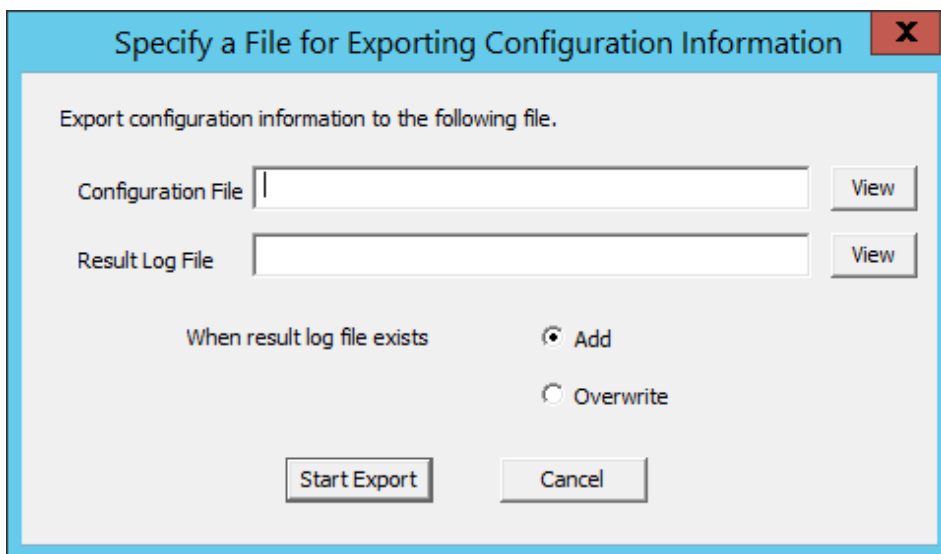 Specify a File for Exporting Configuration Information
X
Export configuration information to the following file.
Configuration File
View
Result Log File
View
When result log file exists
Add
Overwrite
Start Export
Cancel